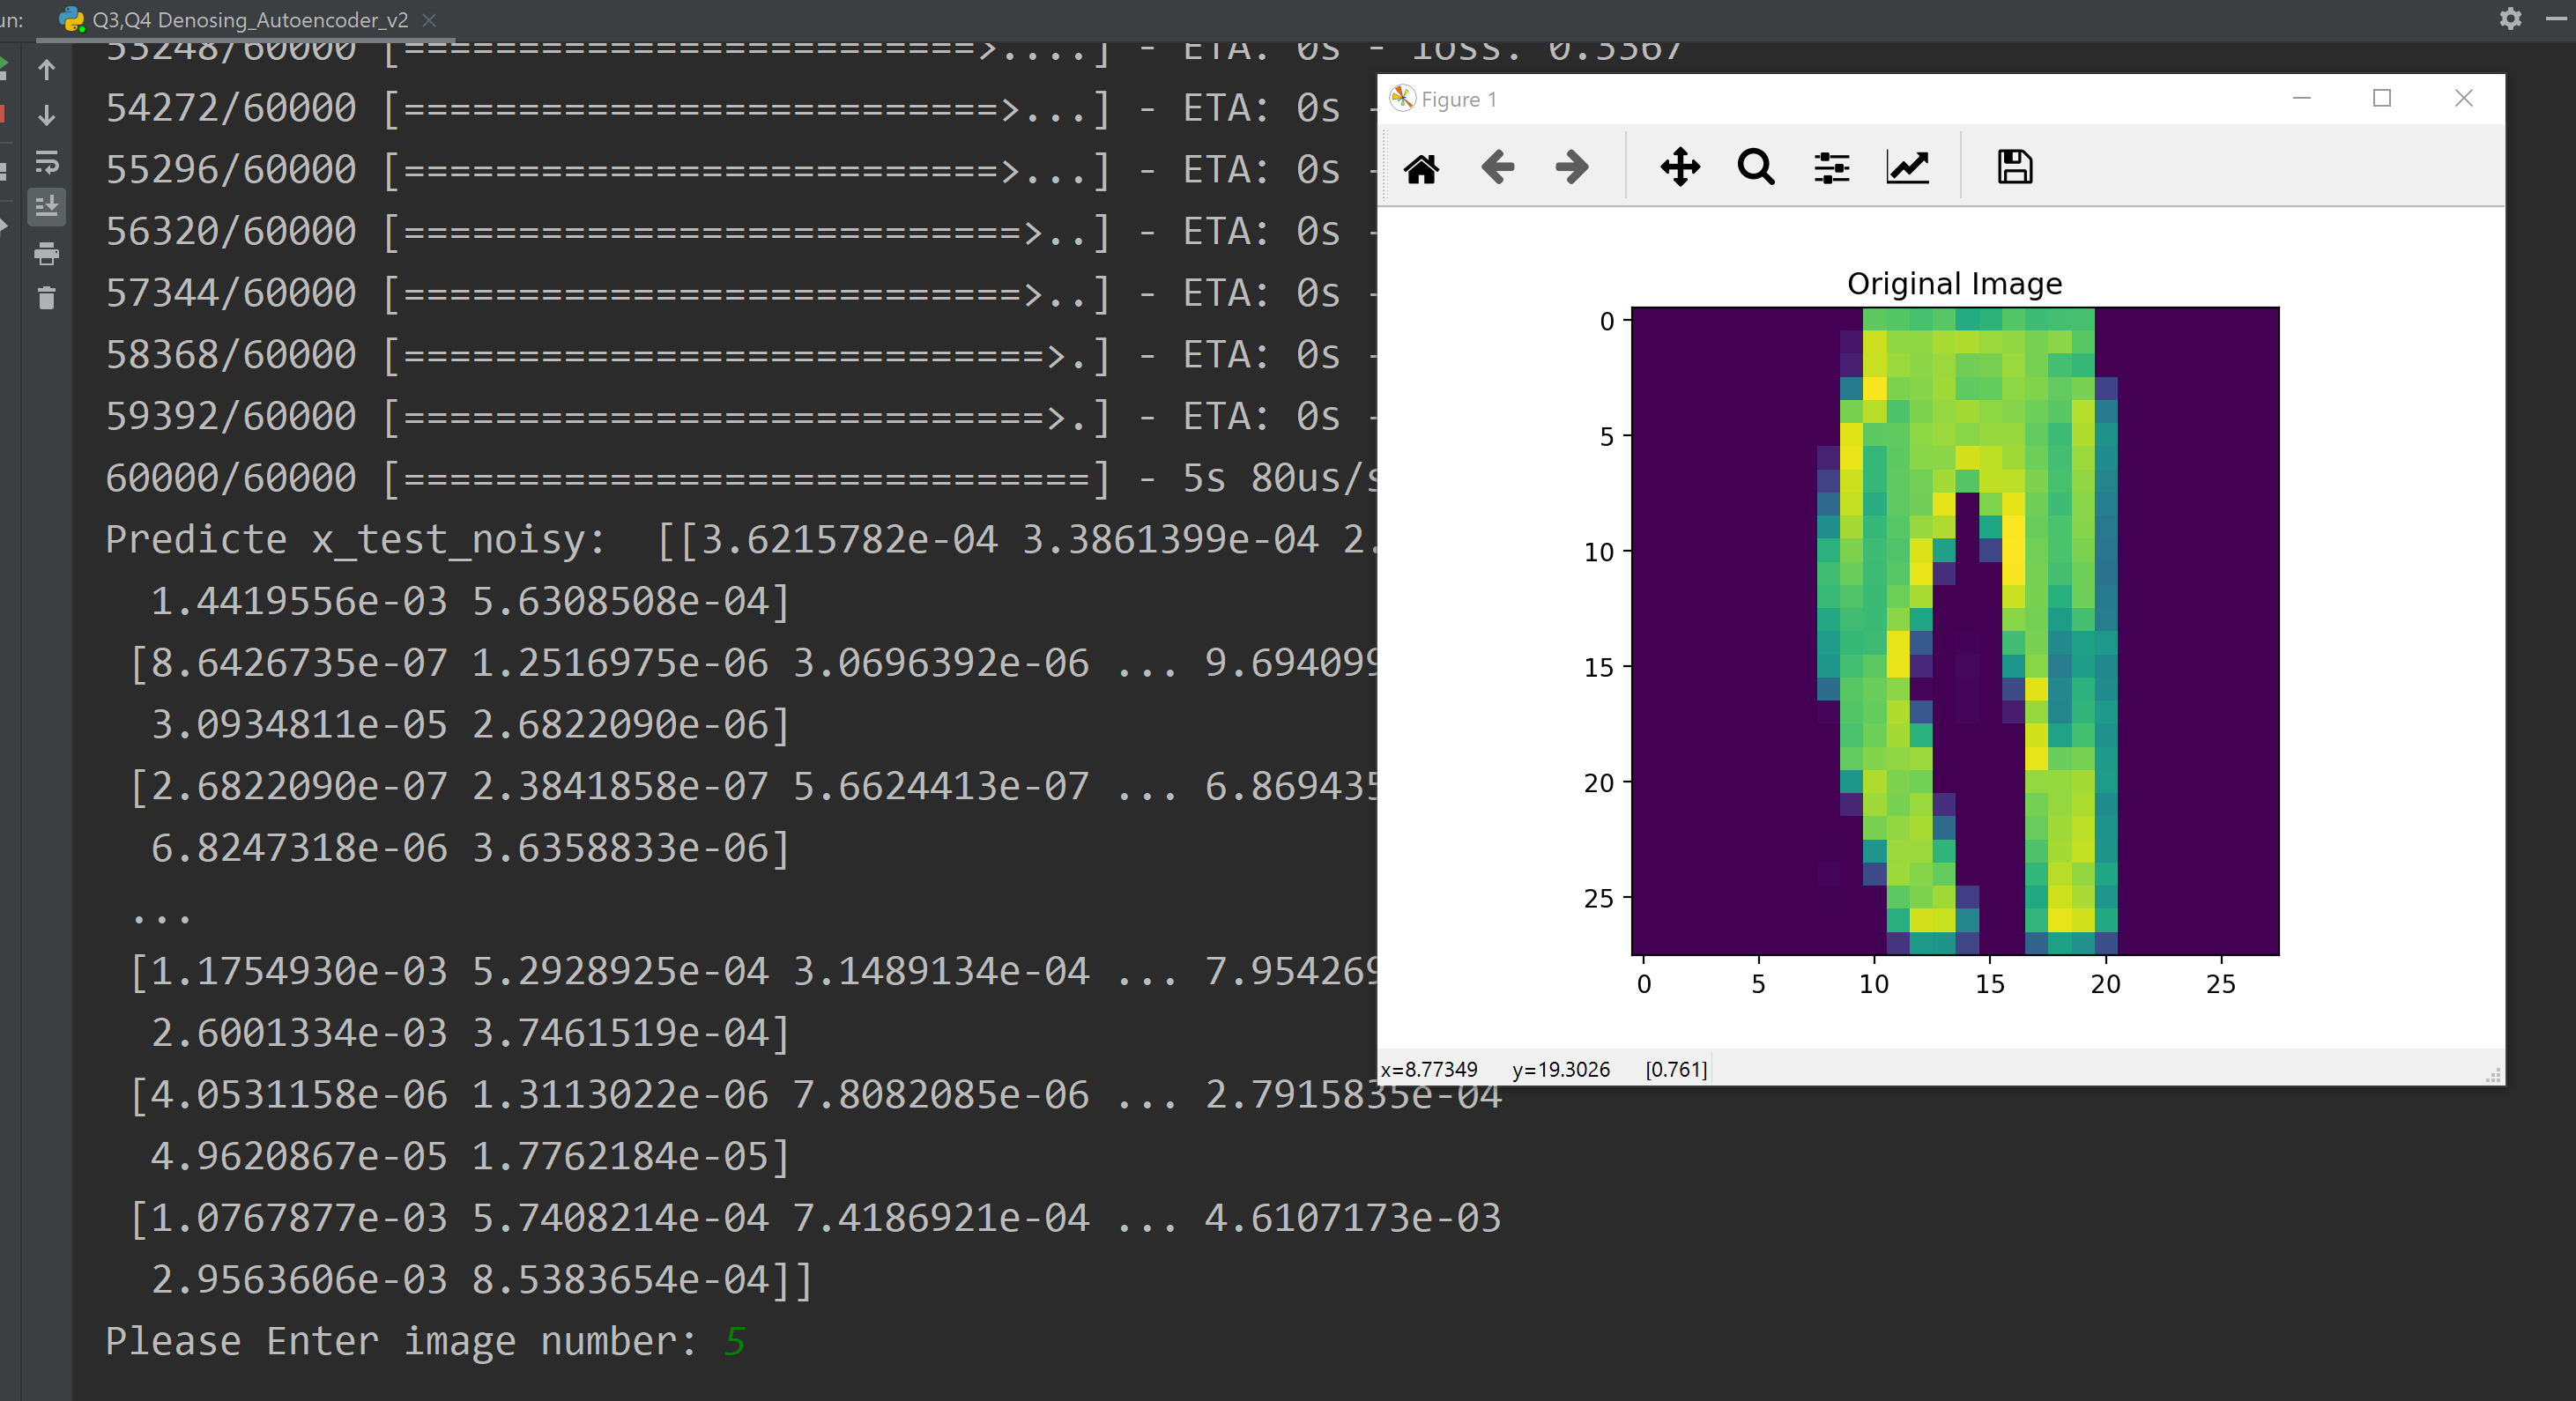 un:
Q3,Q4 Denosing_Autoencoder_v2
53248/60000 [=========================>....] - ETA: 0s - loss: 0.3367
54272/60000 [==========================>...] - ETA: 0s -
55296/60000 [==========================>...] - ETA: 0s -
56320/60000 [===========================>..] - ETA: 0s -
57344/60000 [===========================>..] - ETA: 0s -
58368/60000 [============================>.] - ETA: 0s -
59392/60000 [============================>.] - ETA: 0s -
60000/60000 [==============================] - 5s 80us/s
Predicte x_test_noisy:  [[3.6215782e-04 3.3861399e-04 2.
1.4419556e-03 5.6308508e-04]
[8.6426735e-07 1.2516975e-06 3.0696392e-06 ... 9.694099
3.0934811e-05 2.6822090e-06]
[2.6822090e-07 2.3841858e-07 5.6624413e-07 ... 6.869435
6.8247318e-06 3.6358833e-06]
...
[1.1754930e-03 5.2928925e-04 3.1489134e-04 ... 7.954269
2.6001334e-03 3.7461519e-04]
[4.0531158e-06 1.3113022e-06 7.8082085e-06 ... 2.7915835e-04
4.9620867e-05 1.7762184e-05]
[1.0767877e-03 5.7408214e-04 7.4186921e-04 ... 4.6107173e-03
2.9563606e-03 8.5383654e-04]]
Please Enter image number: 5
Figure 1
Original Image
0
5
10
15
20
25
0 5 10 15 20 25
x=8.77349 y=19.3026 [0.761]